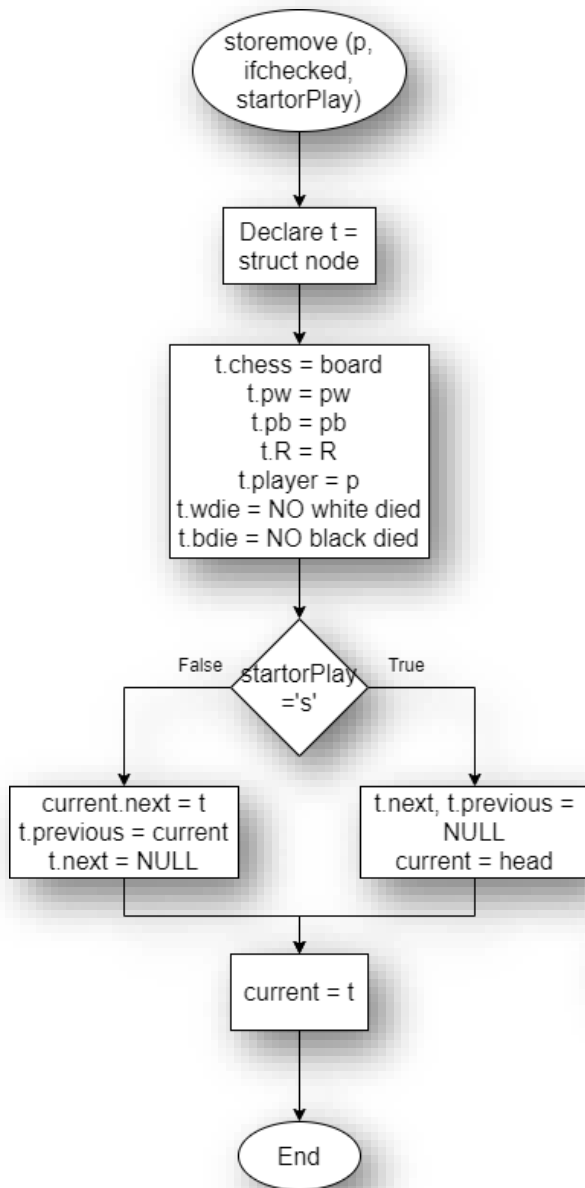 storemove (p,
ifchecked,
startorPlay)
Declare t =
struct node
t.chess = board
t.pw = pw
t.pb = pb
t.R = R
t.player = p
t.wdie = NO white died
t.bdie = NO black died
False
True
startorPlay
='s'
current.next = t
t.previous = current
t.next = NULL
t.next, t.previous =
NULL
current = head
current = t
End